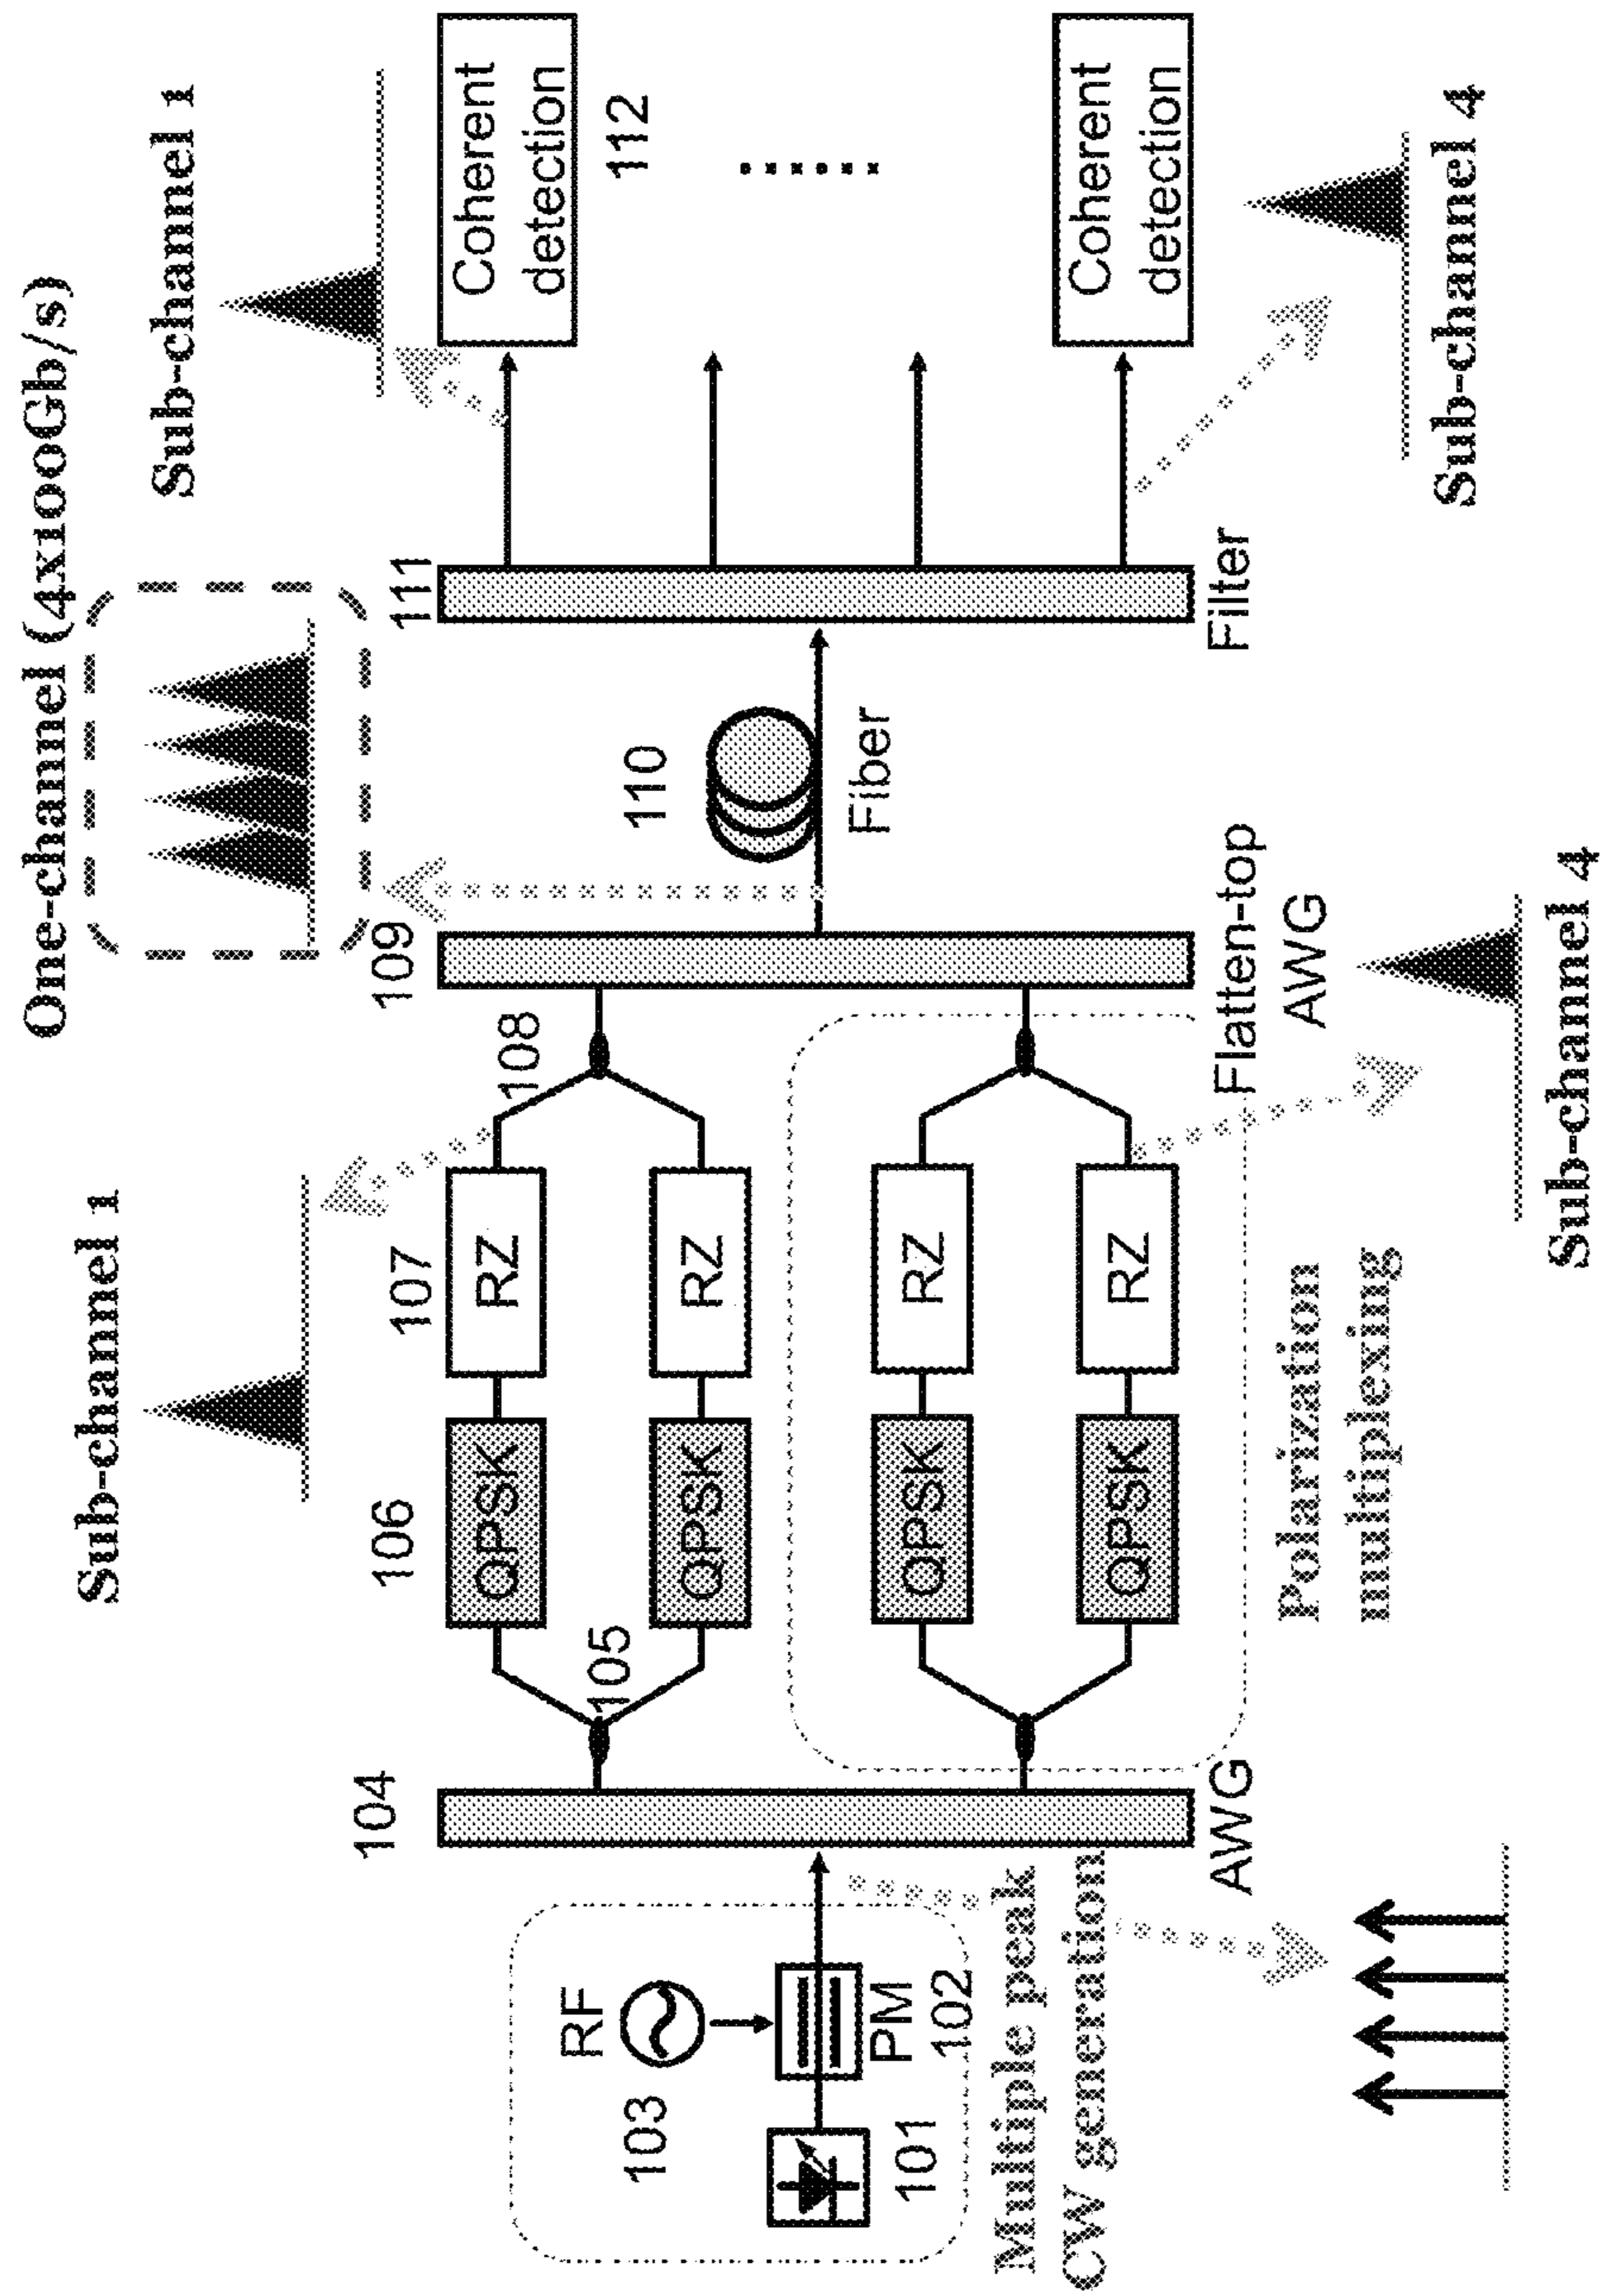 One-channel (4x100Gb/s)
Sub-channel 1
Sub-channel 1
RF
103
101
PM
102
Multiple peak
CW generation
104
AWG
105
106
QPSK
QPSK
QPSK
QPSK
107
RZ
RZ
RZ
RZ
108
Polarization
multiplexing
109
Flatten-top
AWG
Sub-channel 4
110
Fiber
111
Filter
Coherent
detection
112
Coherent
detection
Sub-channel 4